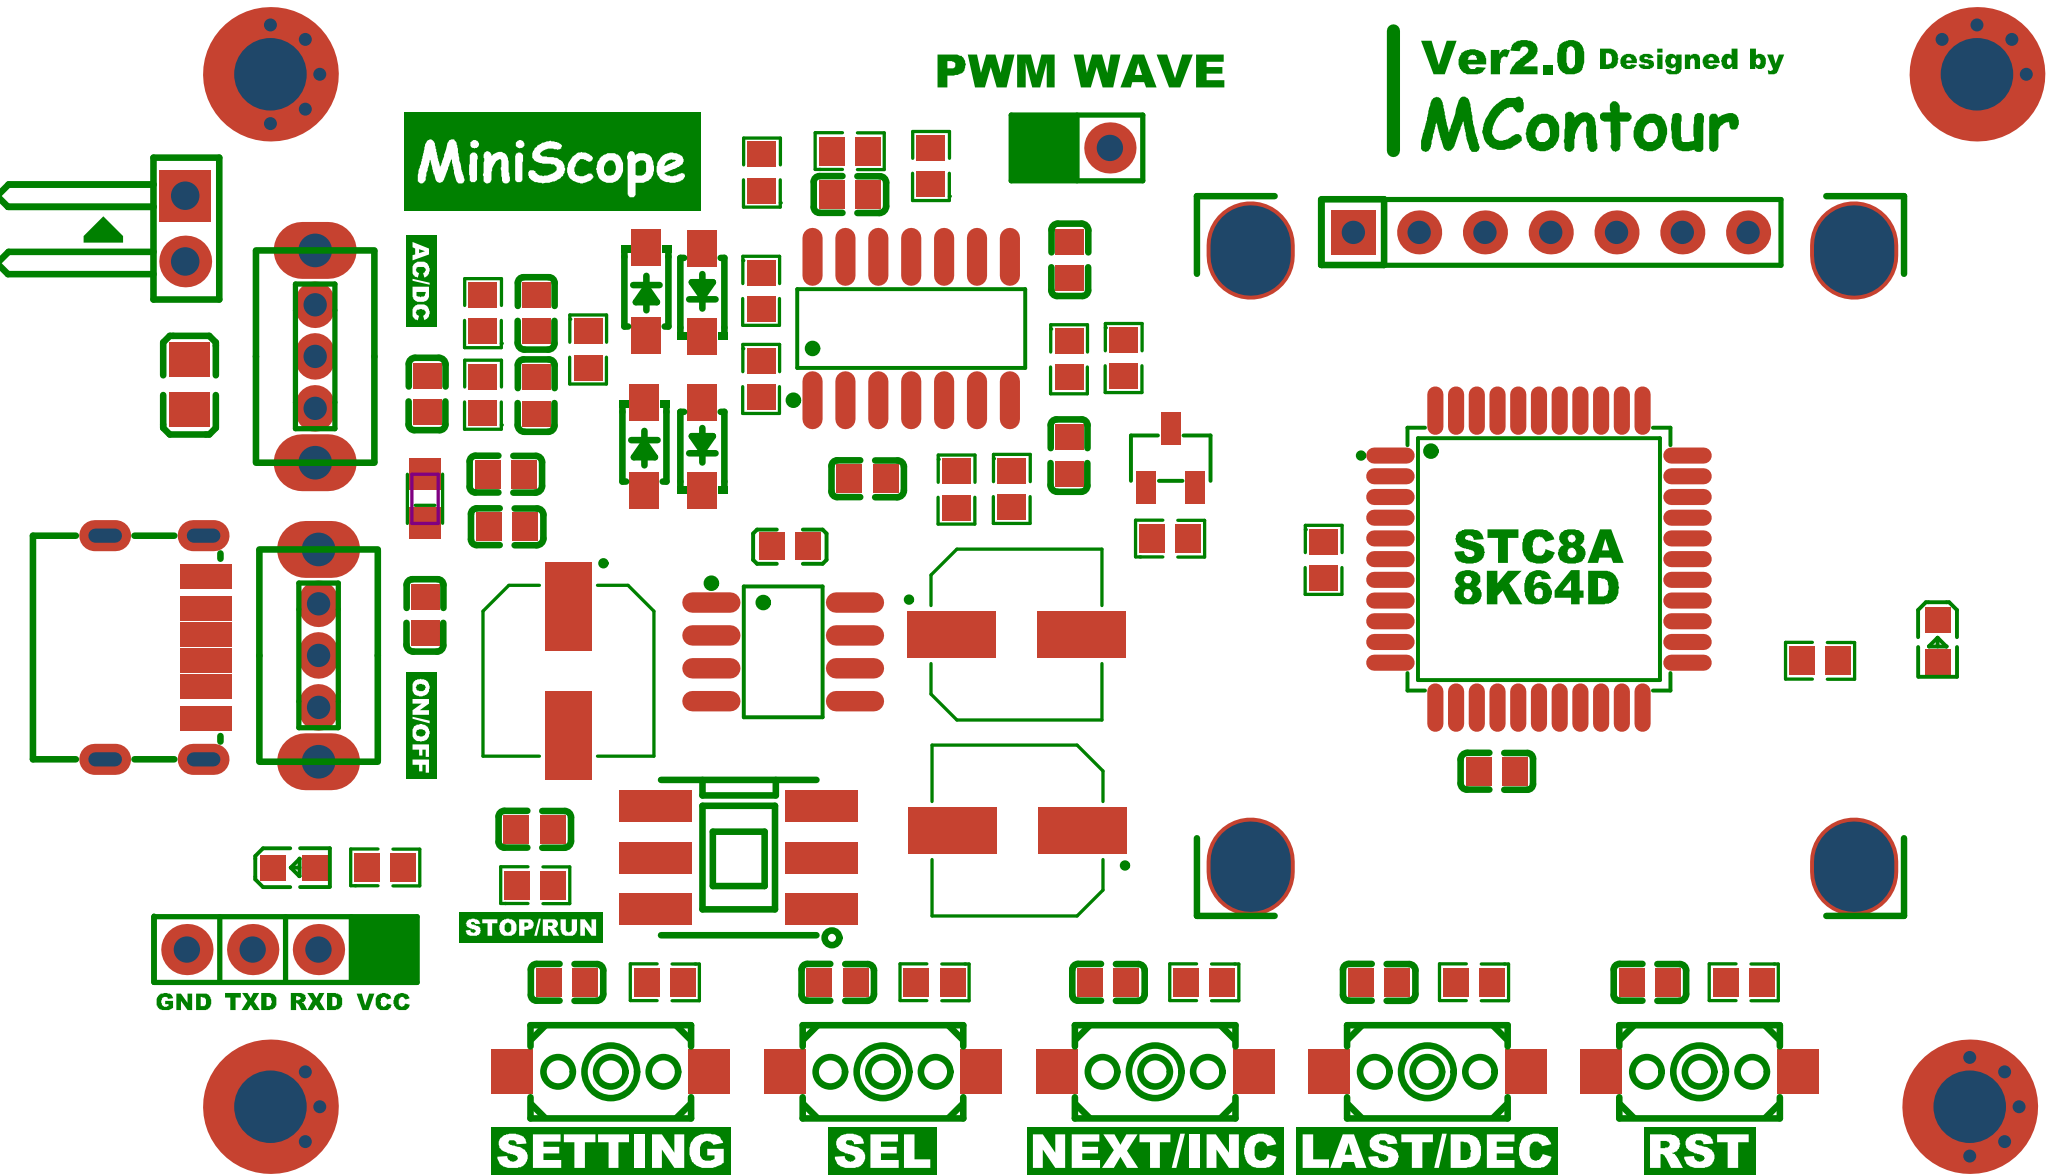 PWM WAVE
Ver2.0 Designed by
MContour
MiniScope
AC/DC
STC8A
8K64D
ON/OFF
STOP/RUN
GND TXD RXD VCC
SETTING
SEL
NEXT/INC
LAST/DEC
RST